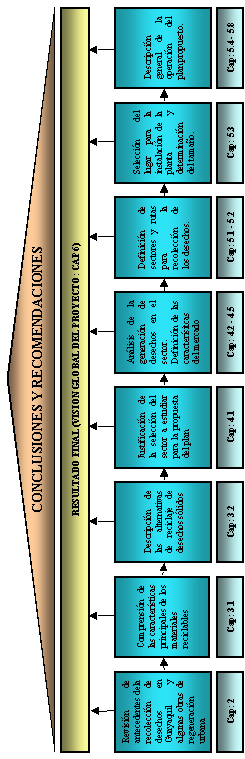 CONCLUSIONES Y RECOMENDACIONES
RESULTADO FINAL (VISION GLOBAL DEL PROYECTO - CAP 6)
Revisión de
antecedentes de la
recolección de
desechos en
Guayaquil y
algunas obras de
regeneración
urbana
Comprensión de
las características
principales de los
materiales
reciclables
Descripción de
las alternativas
de reciclaje de
desechos sólidos
Justificación de
la selección del
sector a estudiar
para la propuesta
del plan
Análisis de la
generación de
desechos en el
sector.
Definición de las
características
del mercado
Definición de
sectores y rutas
para la
recolección de
los desechos.
Selección del
lugar para la
instalación de la
planta y
determinación
del tamaño.
Descripción
general de la
operación del
plan propuesto.
Cap: 2
Cap: 3.1
Cap: 3.2
Cap: 4.1
Cap: 4.2 - 4.5
Cap: 5.1 - 5.2
Cap: 5.3
Cap: 5.4 - 5.8